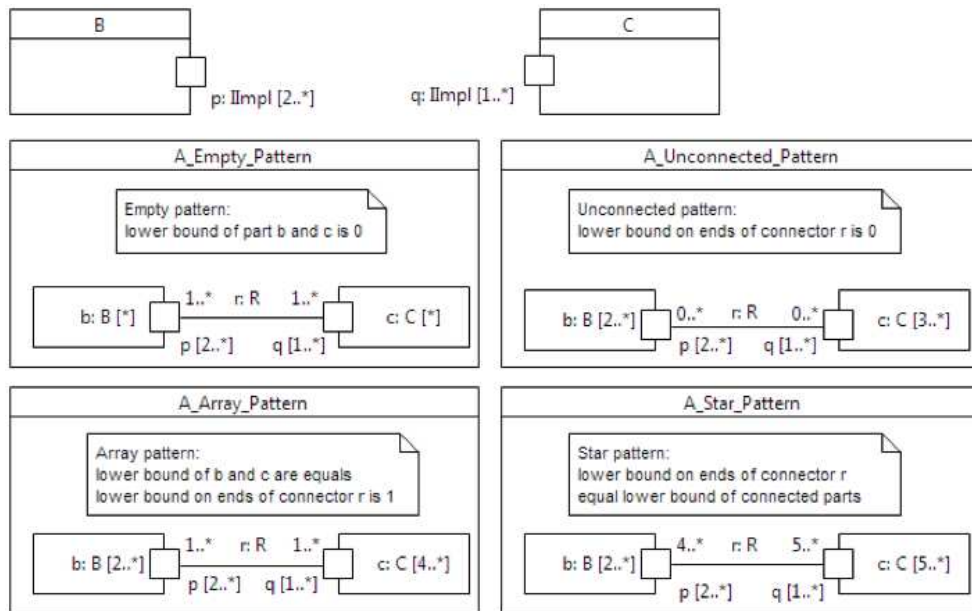 B
C
p: IImpl [2..*]
q: IImpl [1..*]
A_Empty_Pattern
Empty pattern:
lower bound of part b and c is 0
b: B [*]
1..* r: R 1..*
c: C [*]
p [2..*] q [1..*]
A_Unconnected_Pattern
Unconnected pattern:
lower bound on ends of connector r is 0
b: B [2..*]
0..* r: R 0..*
c: C [3..*]
p [2..*] q [1..*]
A_Array_Pattern
Array pattern:
lower bound of b and c are equals
lower bound on ends of connector r is 1
b: B [2..*]
1..* r: R 1..*
c: C [4..*]
p [2..*] q [1..*]
A_Star_Pattern
Star pattern:
lower bound on ends of connector r
equal lower bound of connected parts
b: B [2..*]
4..* r: R 5..*
c: C [5..*]
p [2..*] q [1..*]